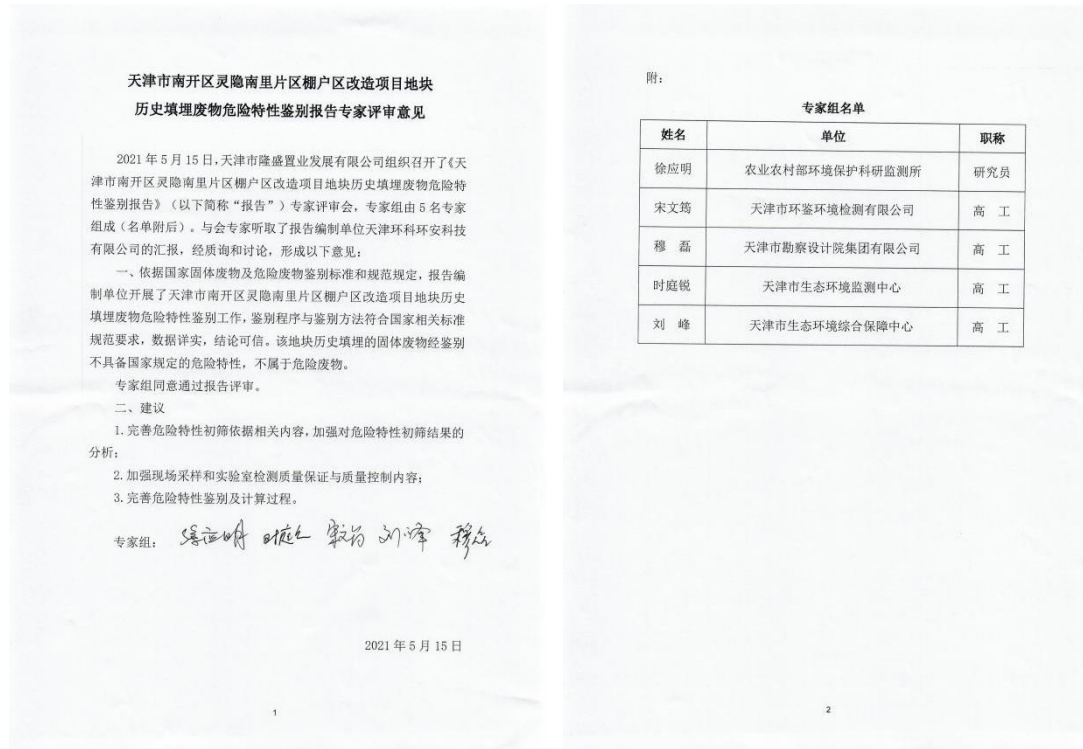 天津市南开区灵隐南里片区棚户区改造项目地块
历史填埋废物危险特性鉴别报告专家评审意见
2021年5月15日,天津市隆盛置业发展有限公司组织召开了《天
津市南开区灵隐南里片区棚户区改造项目地块历史填埋废物危险特
性鉴别报告》(以下简称“报告”)专家评审会,专家组由5名专家
组成(名单附后)。与会专家听取了报告编制单位天津环科环安科技
有限公司的汇报,经质询和讨论,形成以下意见:
一、依据国家固体废物及危险废物鉴别标准和规范规定,报告编
制单位开展了天津市南开区灵隐南里片区棚户区改造项目地块历史
填埋废物危险特性鉴别工作,鉴别程序与鉴别方法符合国家相关标准
规范要求,数据详实,结论可信。该地块历史填埋的固体废物经鉴别
不具备国家规定的危险特性,不属于危险废物。
专家组同意通过报告评审。
二、建议
1.完善危险特性初筛依据相关内容,加强对危险特性初筛结果的
分析;
2.加强现场采样和实验室检测质量保证与质量控制内容;
3.完善危险特性鉴别及计算过程。
专家组: 徐应明 时庭锐 宋文筠 刘峰 穆磊
2021年5月15日
1
附:
专家组名单
姓名 单位 职称
徐应明 农业农村部环境保护科研监测所 研究员
宋文筠 天津市环鉴环境检测有限公司 高 工
穆 磊 天津市勘察设计院集团有限公司 高 工
时庭锐 天津市生态环境监测中心 高 工
刘 峰 天津市生态环境综合保障中心 高 工
2